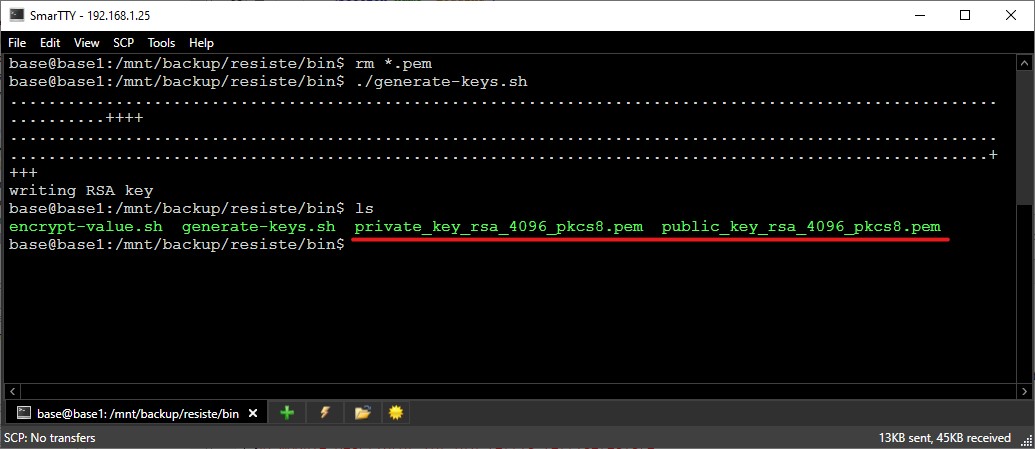 SmarTTY - 192.168.1.25
File Edit View SCP Tools Help
base@base1:/mnt/backup/resiste/bin$ rm *.pem
base@base1:/mnt/backup/resiste/bin$ ./generate-keys.sh
.......................................................................................................
..........++++
.......................................................................................................
......................................................................................................+
+++
writing RSA key
base@base1:/mnt/backup/resiste/bin$ ls
encrypt-value.sh generate-keys.sh private_key_rsa_4096_pkcs8.pem public_key_rsa_4096_pkcs8.pem
base@base1:/mnt/backup/resiste/bin$
base@base1: /mnt/backup/resiste/bin
SCP: No transfers 13KB sent, 45KB received